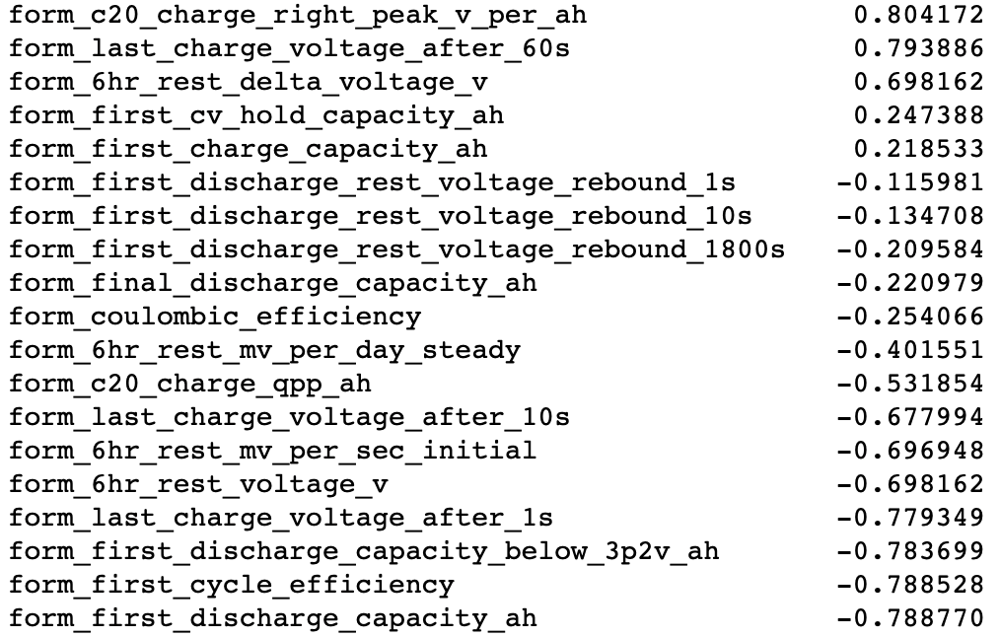 form_c20_charge_right_peak_v_per_ah 0.804172
form_last_charge_voltage_after_60s 0.793886
form_6hr_rest_delta_voltage_v 0.698162
form_first_cv_hold_capacity_ah 0.247388
form_first_charge_capacity_ah 0.218533
form_first_discharge_rest_voltage_rebound_1s -0.115981
form_first_discharge_rest_voltage_rebound_10s -0.134708
form_first_discharge_rest_voltage_rebound_1800s -0.209584
form_final_discharge_capacity_ah -0.220979
form_coulombic_efficiency -0.254066
form_6hr_rest_mv_per_day_steady -0.401551
form_c20_charge_qpp_ah -0.531854
form_last_charge_voltage_after_10s -0.677994
form_6hr_rest_mv_per_sec_initial -0.696948
form_6hr_rest_voltage_v -0.698162
form_last_charge_voltage_after_1s -0.779349
form_first_discharge_capacity_below_3p2v_ah -0.783699
form_first_cycle_efficiency -0.788528
form_first_discharge_capacity_ah -0.788770